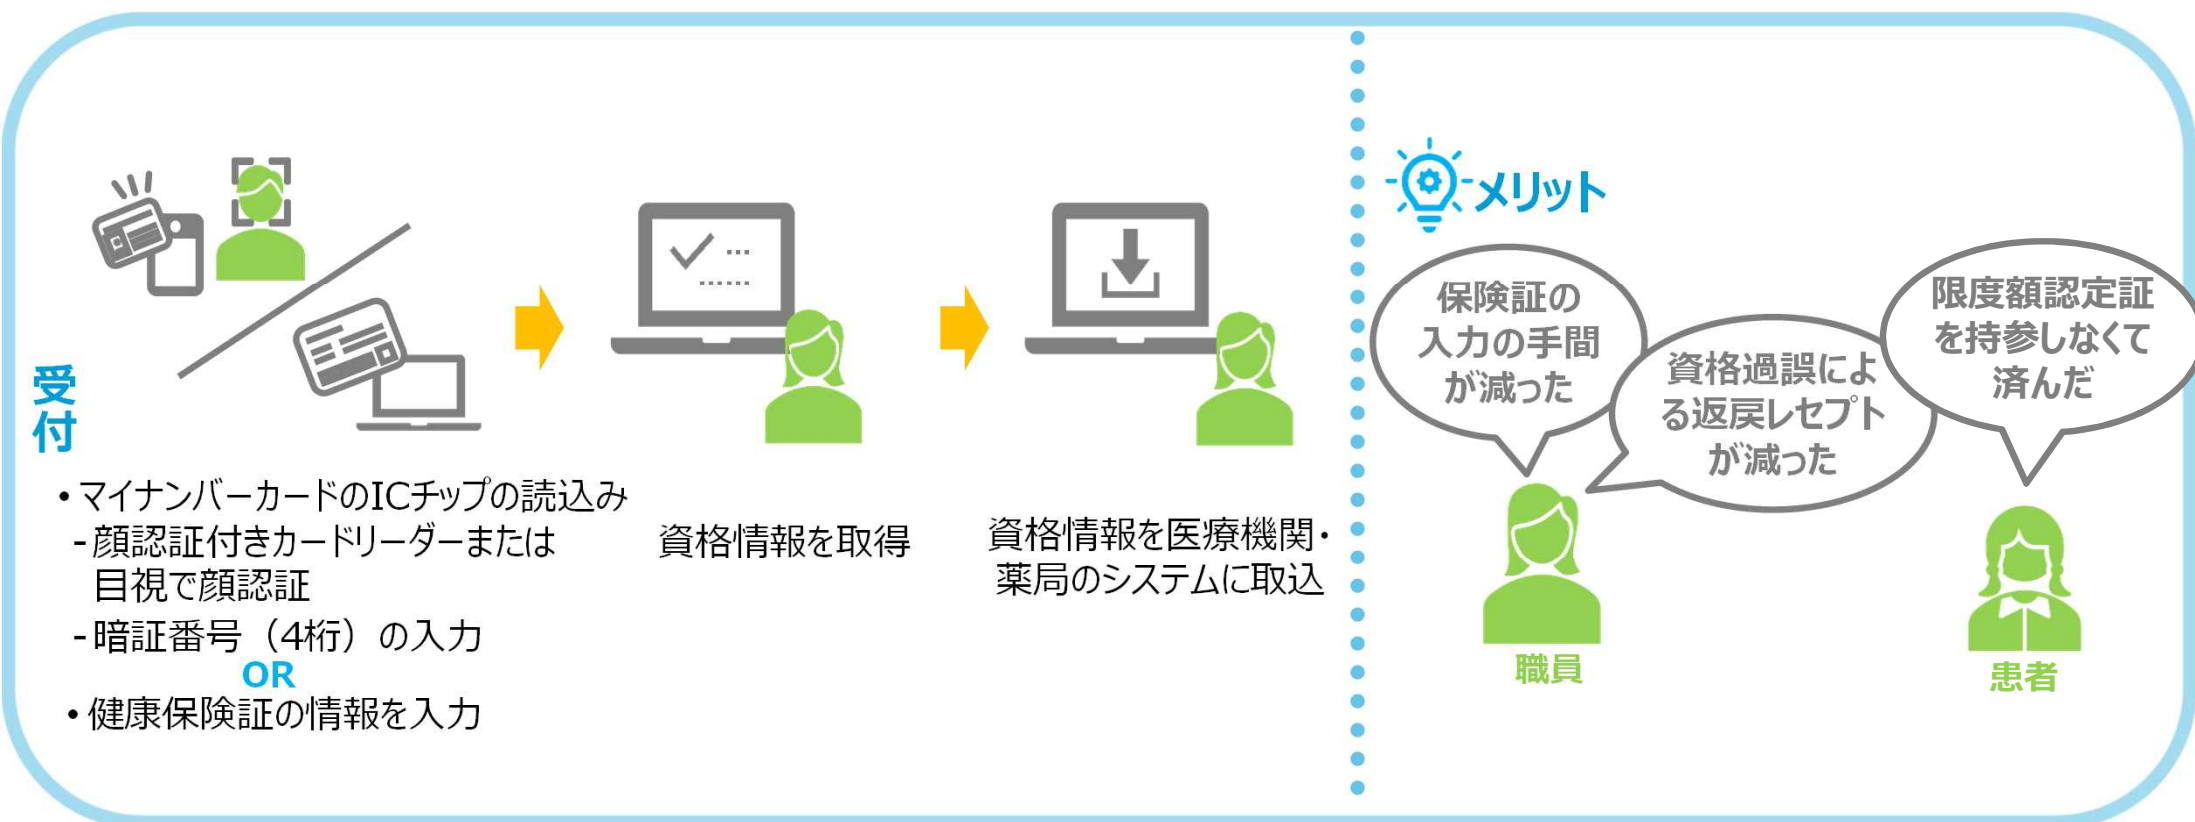 受付
・マイナンバーカードのICチップの読込み
-顔認証付きカードリーダーまたは
目視で顔認証
-暗証番号（4桁）の入力
OR
・健康保険証の情報を入力
資格情報を取得
資格情報を医療機関・
薬局のシステムに取込
メリット
保険証の
入力の手間
が減った
資格過誤によ
る返戻レセプト
が減った
職員
限度額認定証
を持参しなくて
済んだ
患者